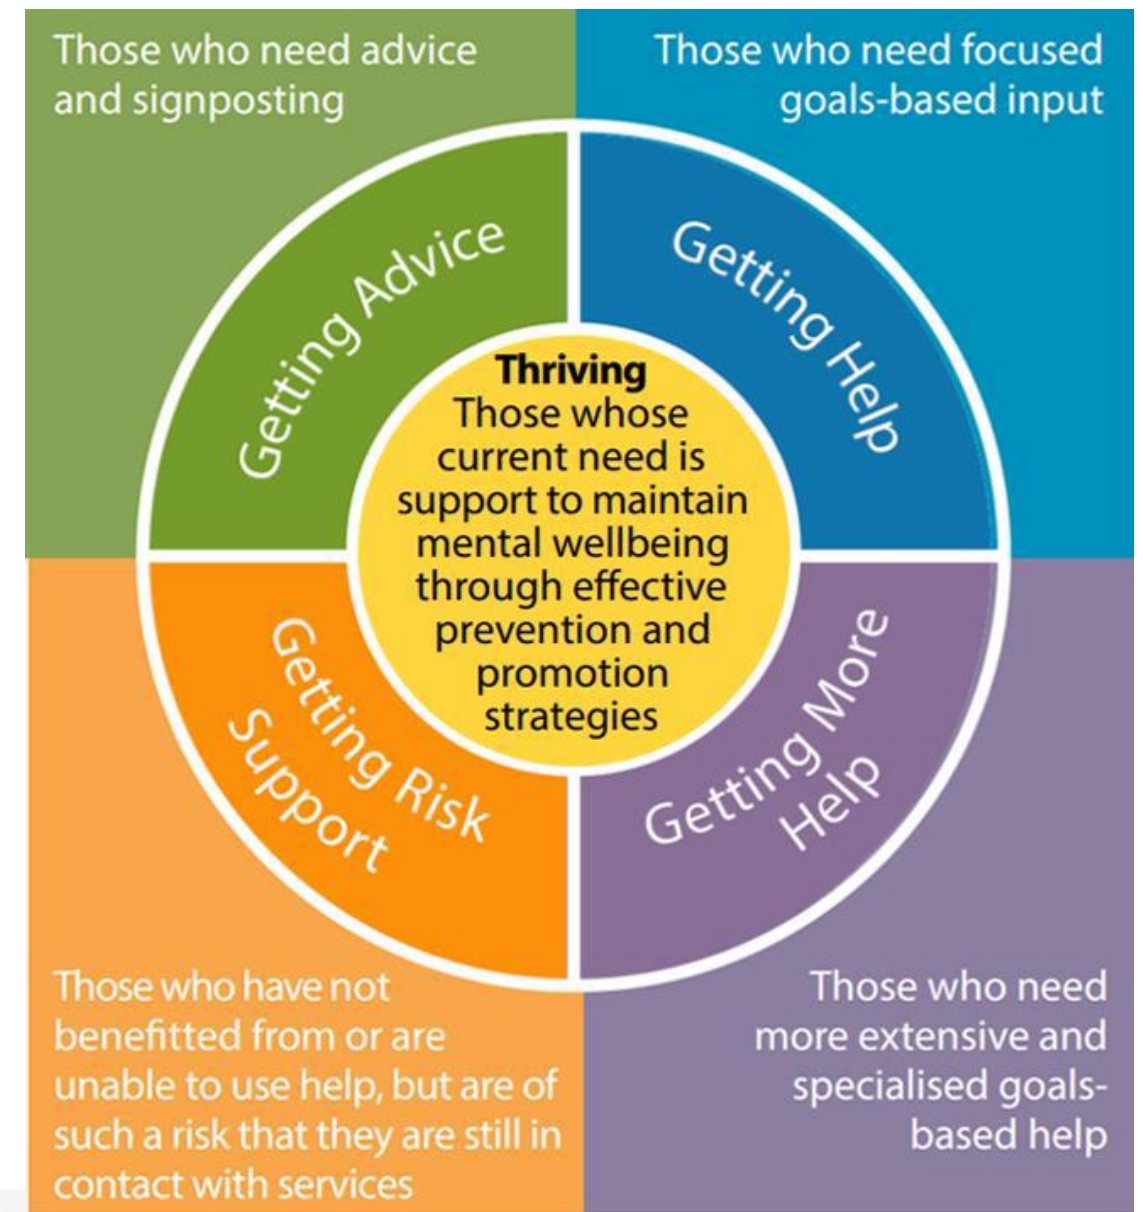 Those who need advice
and signposting
Those who need focused
goals-based input
Getting Advice
Getting Help
Thriving
Those whose
current need is
support to maintain
mental wellbeing
through effective
prevention and
promotion
strategies
Getting Risk
Support
Getting More
Help
Those who have not
benefitted from or are
unable to use help, but are of
such a risk that they are still in
contact with services
Those who need
more extensive and
specialised goals-
based help